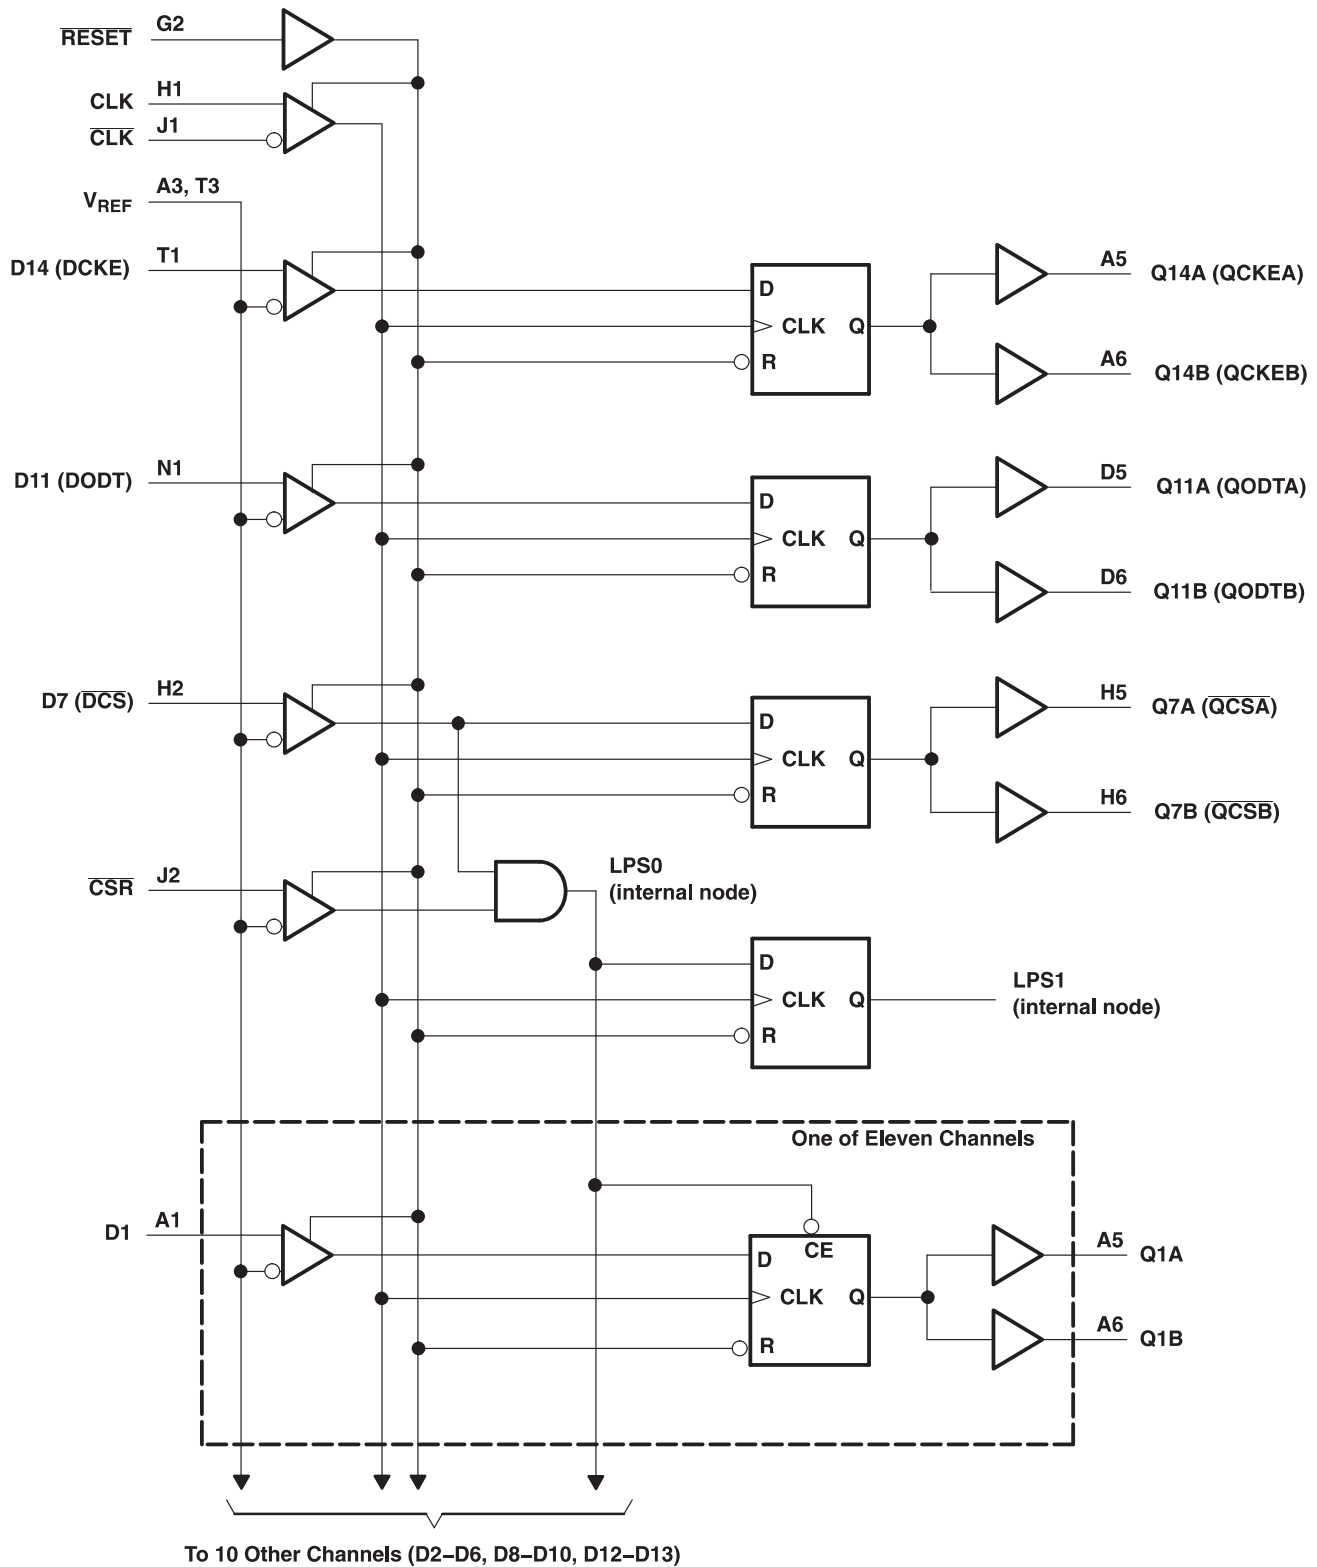 RESET G2
CLK H1
CLK J1
VREF A3, T3
D14 (DCKE) T1
D
CLK Q
R
A5 Q14A (QCKEA)
A6 Q14B (QCKEB)
D11 (DODT) N1
D
CLK Q
R
D5 Q11A (QODTA)
D6 Q11B (QODTB)
D7 (DCS) H2
D
CLK Q
R
H5 Q7A (QCSA)
H6 Q7B (QCSB)
CSR J2
LPS0
(internal node)
D
CLK Q
R
LPS1
(internal node)
One of Eleven Channels
D1 A1
CE
D
CLK Q
R
A5 Q1A
A6 Q1B
To 10 Other Channels (D2–D6, D8–D10, D12–D13)